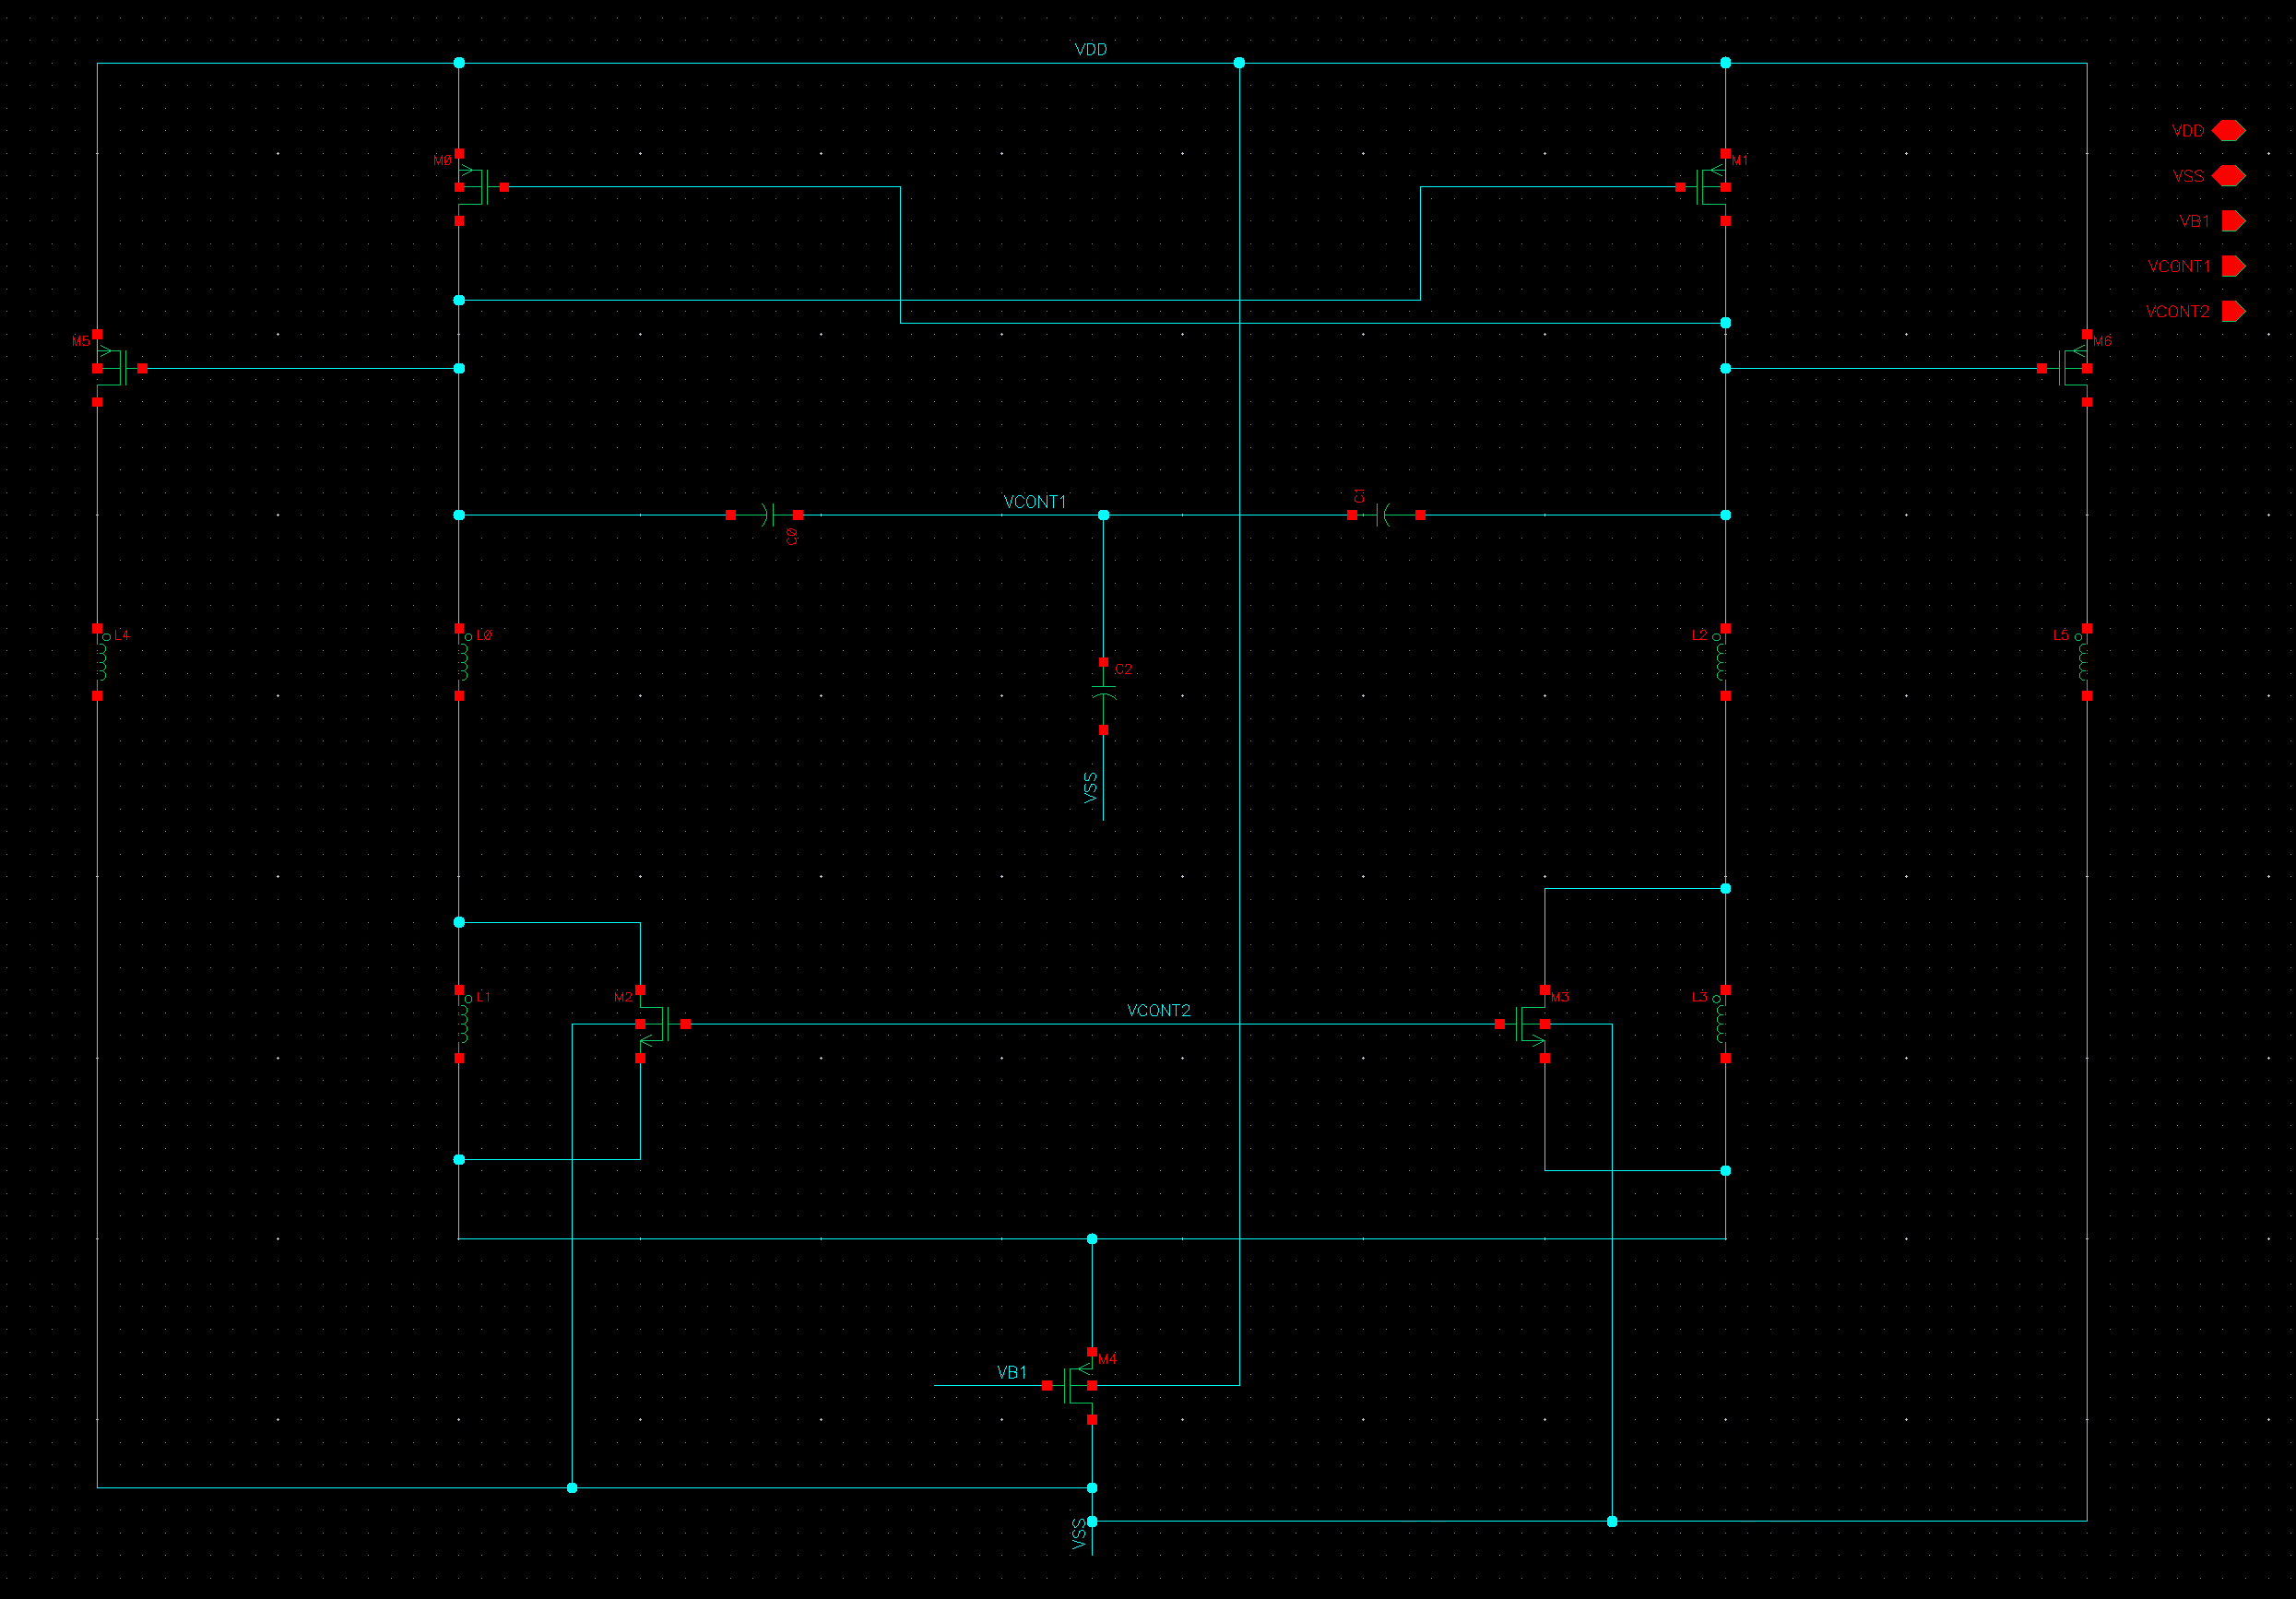 VDD
VDD
M0
M1
VSS
VB1
VCONT1
VCONT2
M5
M6
VCONT1
C1
C0
L4
L0
L2
L5
C2
VSS
L1
M2
M3
L3
VCONT2
M4
VB1
VSS